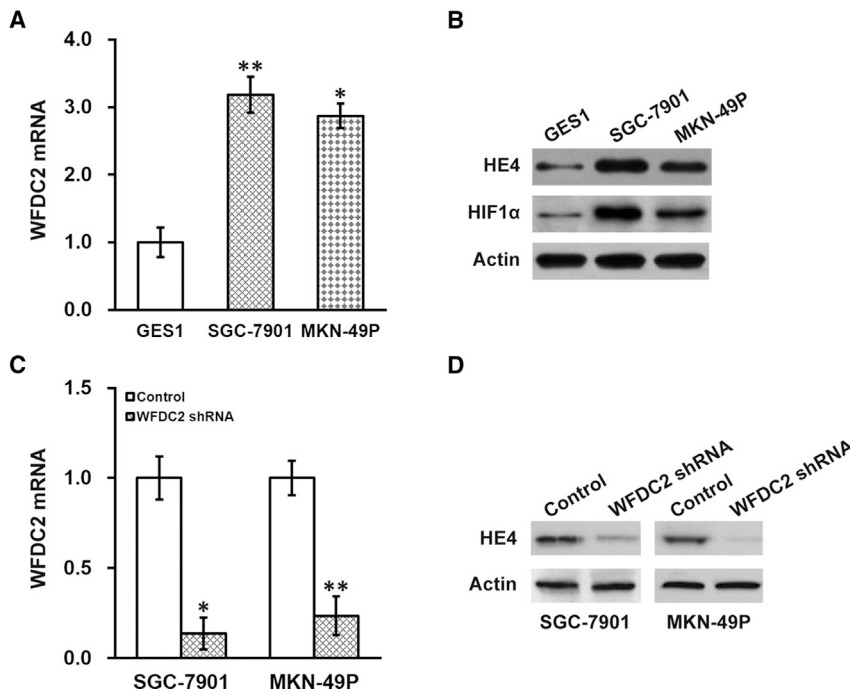 A
WFDC2 mRNA
4.0
3.0
2.0
1.0
0.0
**
*
GES1 SGC-7901 MKN-49P
B
GES1 SGC-7901 MKN-49P
HE4
HIF1α
Actin
C
WFDC2 mRNA
1.5
1.0
0.5
0.0
Control
WFDC2 shRNA
*
**
SGC-7901 MKN-49P
D
Control WFDC2 shRNA Control WFDC2 shRNA
HE4
Actin
SGC-7901 MKN-49P